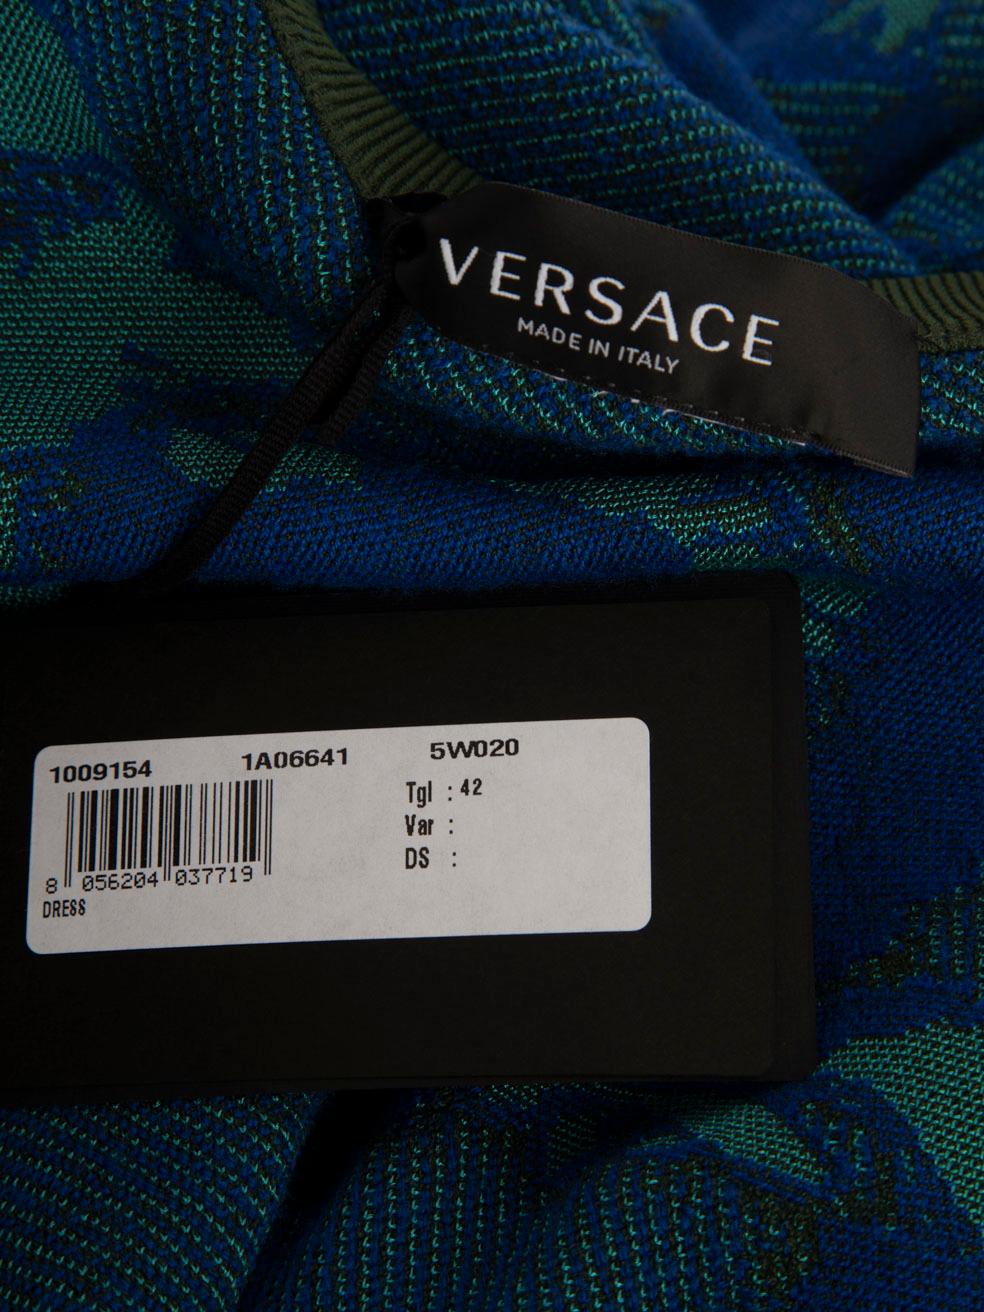 VERSACE
MADE IN ITALY
1009154 1A06641 5W020
Tgl : 42
Var :
DS :
8 056204 037719
DRESS